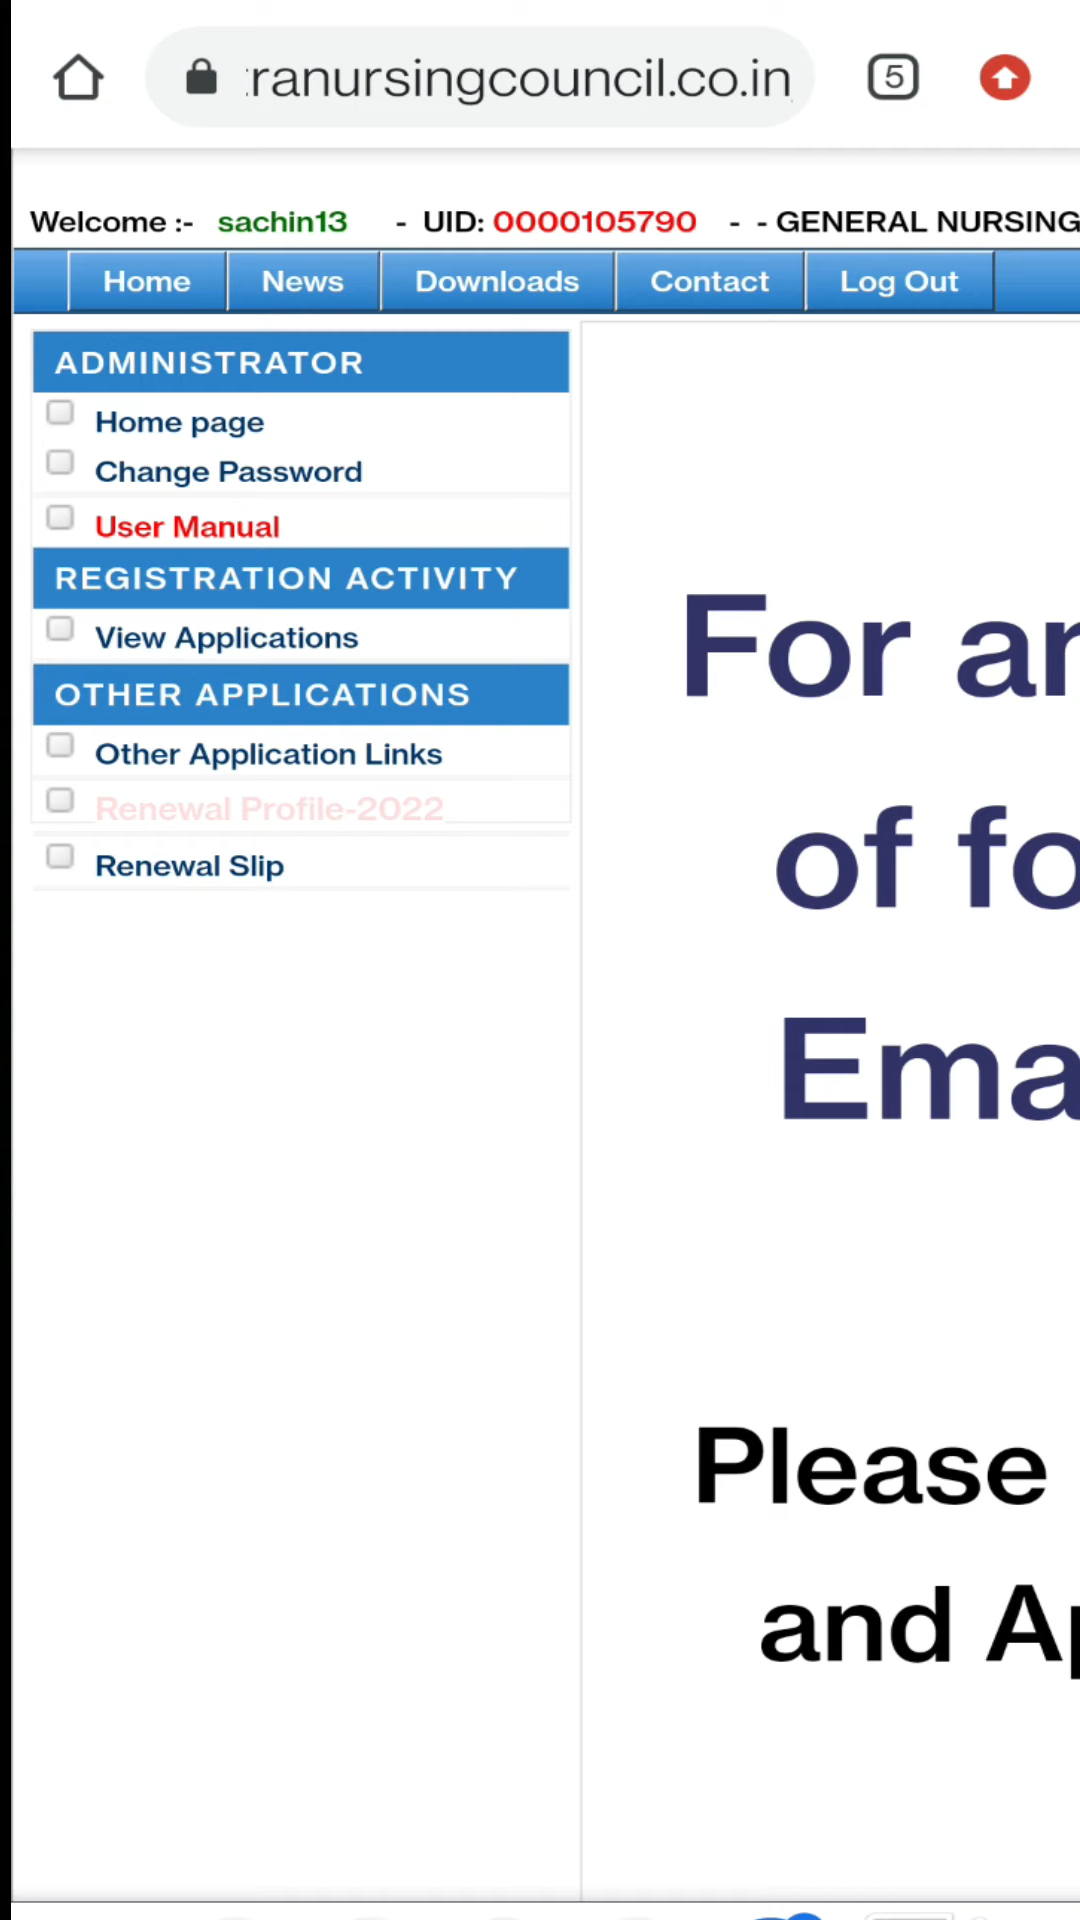 ranursingcouncil.co.in
5
Welcome :- sachin13 - UID: 0000105790 - - GENERAL NURSING
Home News Downloads Contact Log Out
ADMINISTRATOR
Home page
Change Password
User Manual
REGISTRATION ACTIVITY
View Applications
OTHER APPLICATIONS
Other Application Links
Renewal Profile-2022
Renewal Slip
For
of fo
Ema
Please
and